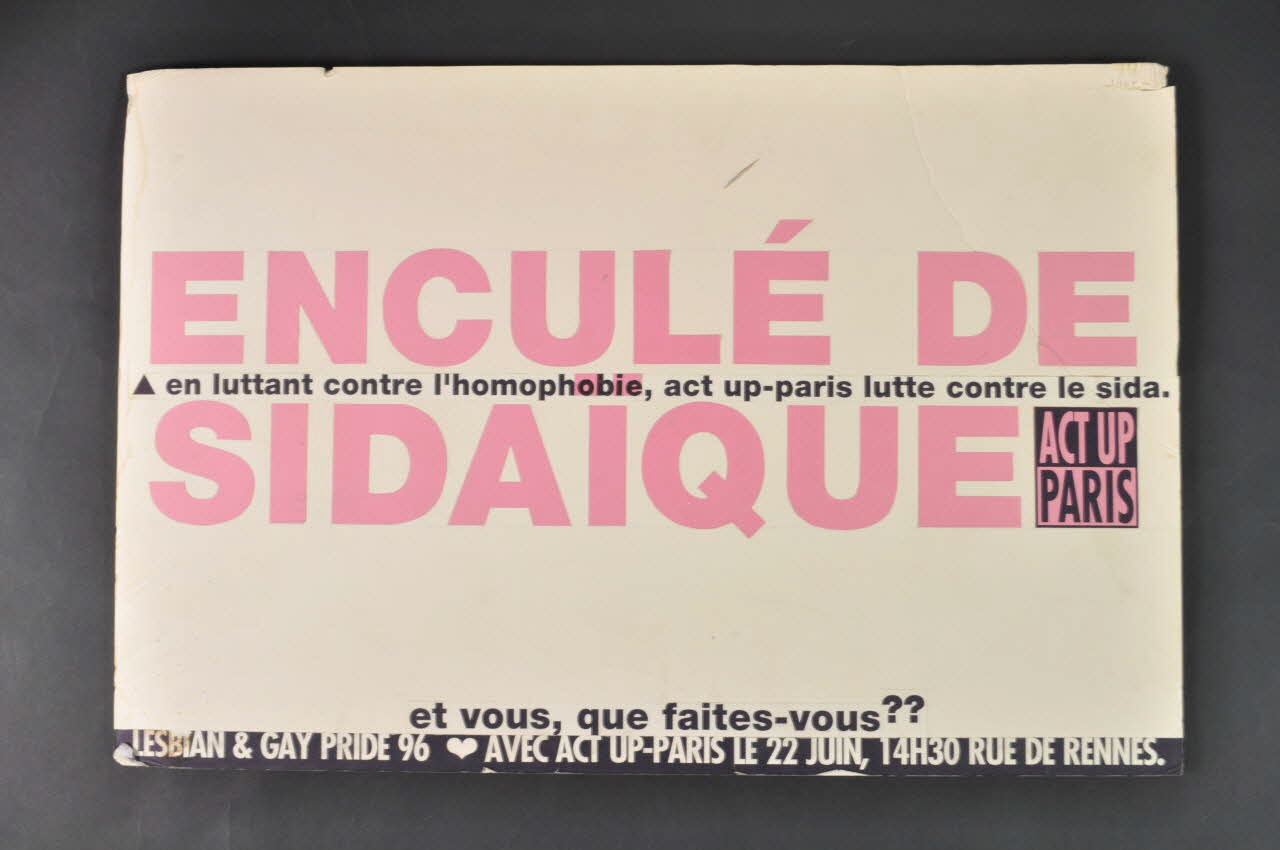 ENCULÉ DE
▲ en luttant contre l'homophobie, act up-paris lutte contre le sida.
SIDAÏQUE
ACT UP
PARIS
et vous, que faites-vous??
LESBIAN & GAY PRIDE 96 ♥ AVEC ACT UP-PARIS LE 22 JUIN, 14H30 RUE DE RENNES.